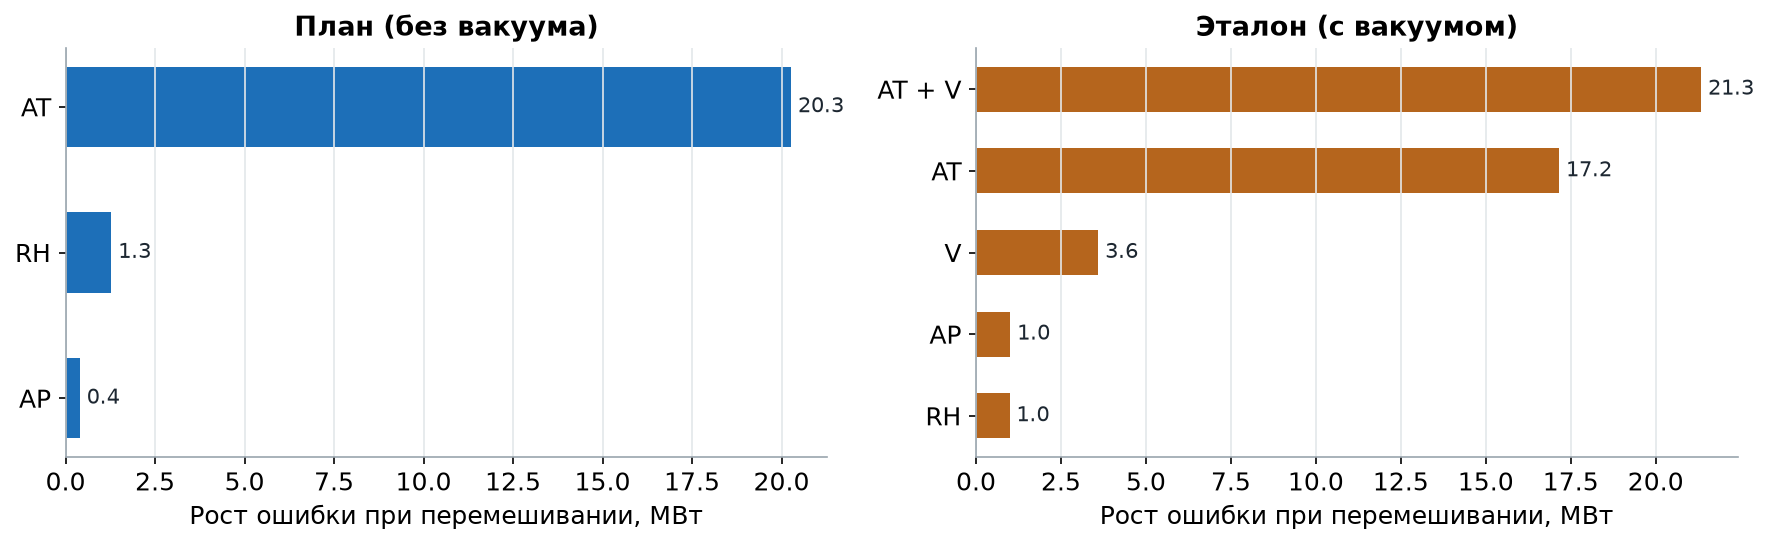 План (без вакуума)
AT
20.3
RH
1.3
AP
0.4
0.0 2.5 5.0 7.5 10.0 12.5 15.0 17.5 20.0
Рост ошибки при перемешивании, МВт
Эталон (с вакуумом)
AT + V
21.3
AT
17.2
V
3.6
AP
1.0
RH
1.0
0.0 2.5 5.0 7.5 10.0 12.5 15.0 17.5 20.0
Рост ошибки при перемешивании, МВт